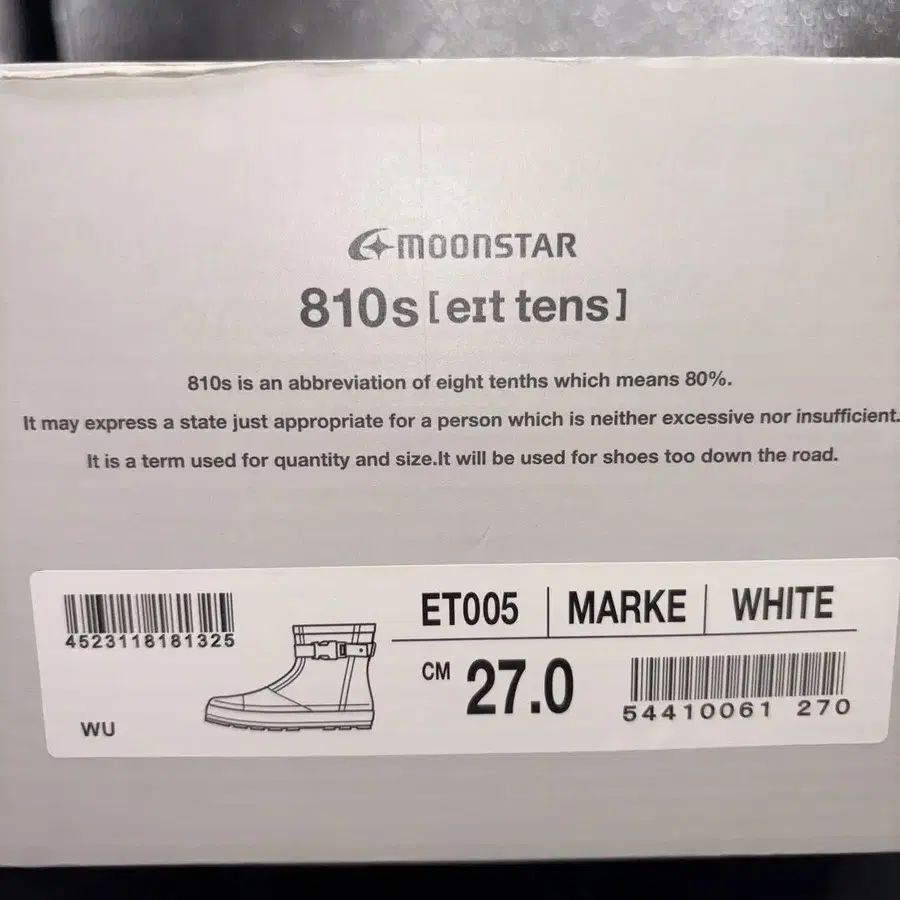 MOONSTAR
810s [eɪt tens]
810s is an abbreviation of eight tenths which means 80%.
It may express a state just appropriate for a person which is neither excessive nor insufficient.
It is a term used for quantity and size.It will be used for shoes too down the road.
4523118181325
WU
ET005 MARKE WHITE
CM 27.0
54410061 270